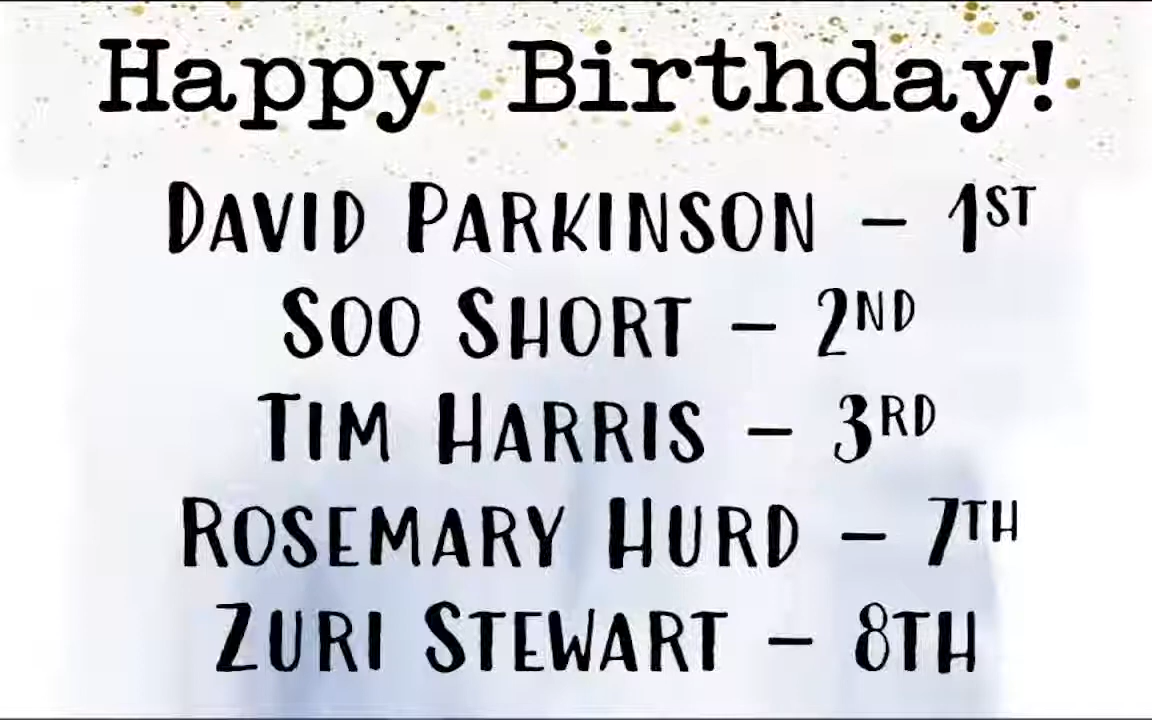 Happy Birthday!
DAVID PARKINSON – 1ST
SOO SHORT – 2ND
TIM HARRIS – 3RD
ROSEMARY HURD – 7TH
ZURI STEWART – 8TH